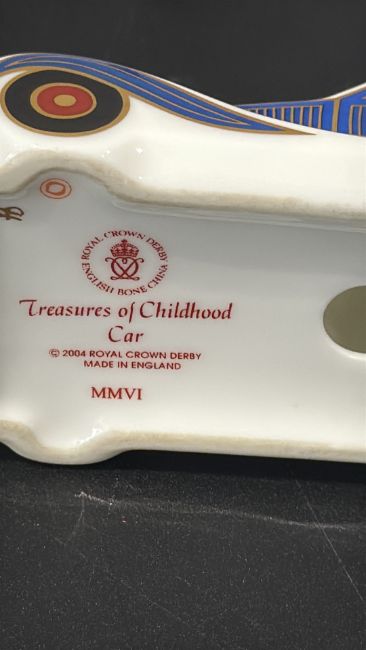 ROYAL CROWN DERBY
ENGLISH BONE CHINA
Treasures of Childhood
Car
© 2004 ROYAL CROWN DERBY
MADE IN ENGLAND
MMVI